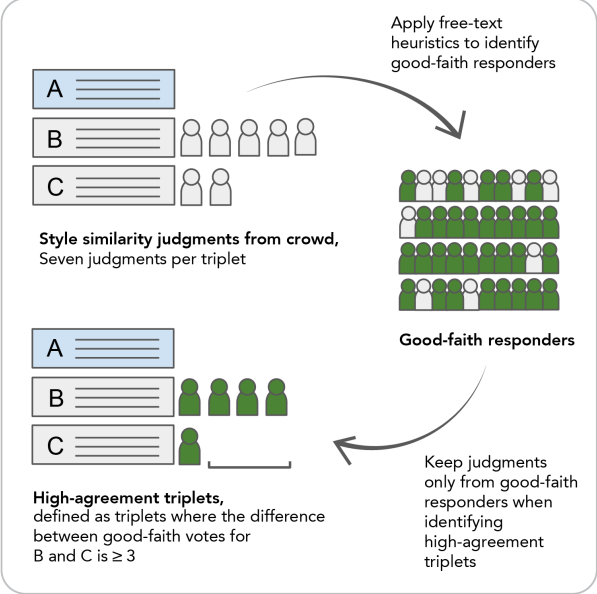 Apply free-text
heuristics to identify
good-faith responders
A
B
C
Style similarity judgments from crowd,
Seven judgments per triplet
Good-faith responders
A
B
C
High-agreement triplets,
defined as triplets where the difference
between good-faith votes for
B and C is ≥ 3
Keep judgments
only from good-faith
responders when
identifying
high-agreement
triplets